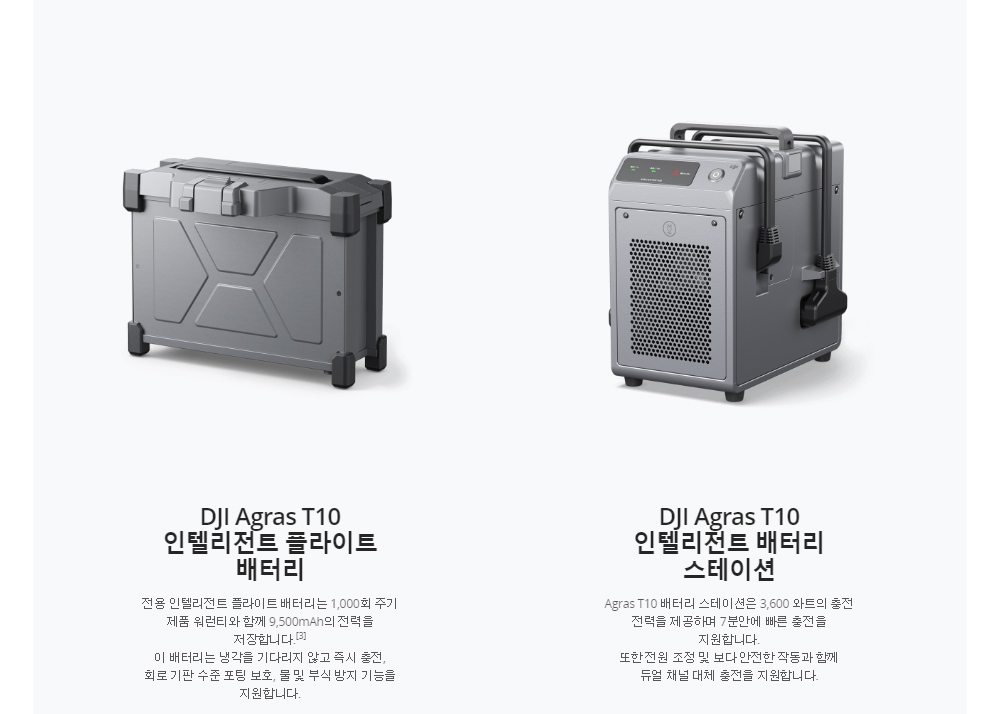 DJI Agras T10
인텔리전트 플라이트
배터리
전용 인텔리전트 플라이트 배터리는 1,000회 주기
제품 워런티와 함께 9,500mAh의 전력을
저장합니다.[3]
이 배터리는 냉각을 기다리지 않고 즉시 충전,
회로 기판 수준 포팅 보호, 물 및 부식 방지 기능을
지원합니다.
DJI Agras T10
인텔리전트 배터리
스테이션
Agras T10 배터리 스테이션은 3,600 와트의 충전
전력을 제공하며 7분안에 빠른 충전을
지원합니다.
또한 전원 조정 및 보다 안전한 작동과 함께
듀얼 채널 대체 충전을 지원합니다.